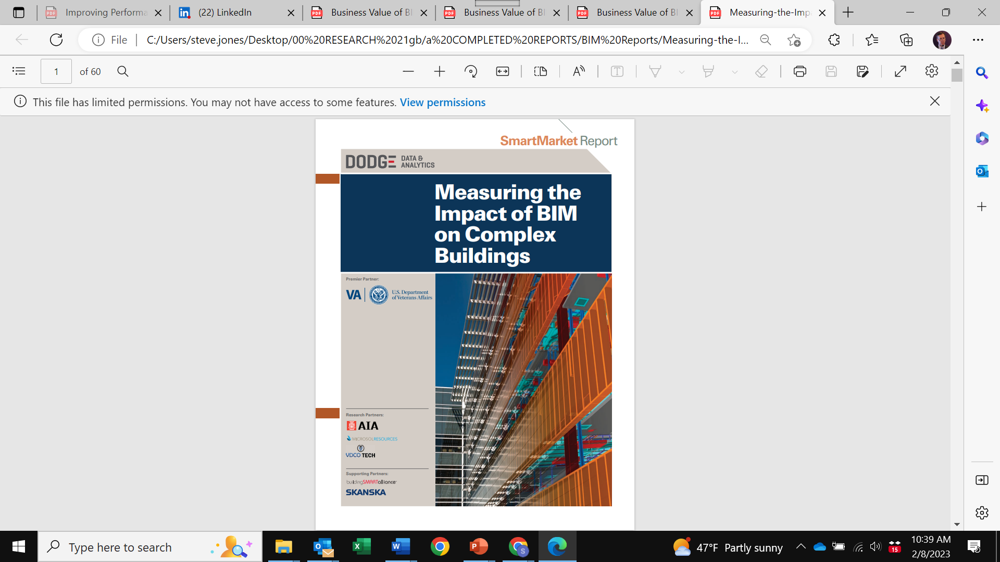 Improving Performa
(22) LinkedIn
Business Value of BI
Business Value of BI
Business Value of BI
Measuring-the-Imp
File
C:/Users/steve.jones/Desktop/00%20RESEARCH%2021gb/a%20COMPLETED%20REPORTS/BIM%20Reports/Measuring-the-I...
1 of 60
This file has limited permissions. You may not have access to some features. View permissions
SmartMarket Report
DODGE DATA &
ANALYTICS
Measuring the
Impact of BIM
on Complex
Buildings
Premier Partner:
VA U.S. Department
of Veterans Affairs
Research Partners:
AIA
MICROSOLRESOURCES
VDCO TECH
Supporting Partners:
buildingSMARTalliance
SKANSKA
Type here to search
47°F Partly sunny
15
10:39 AM
2/8/2023